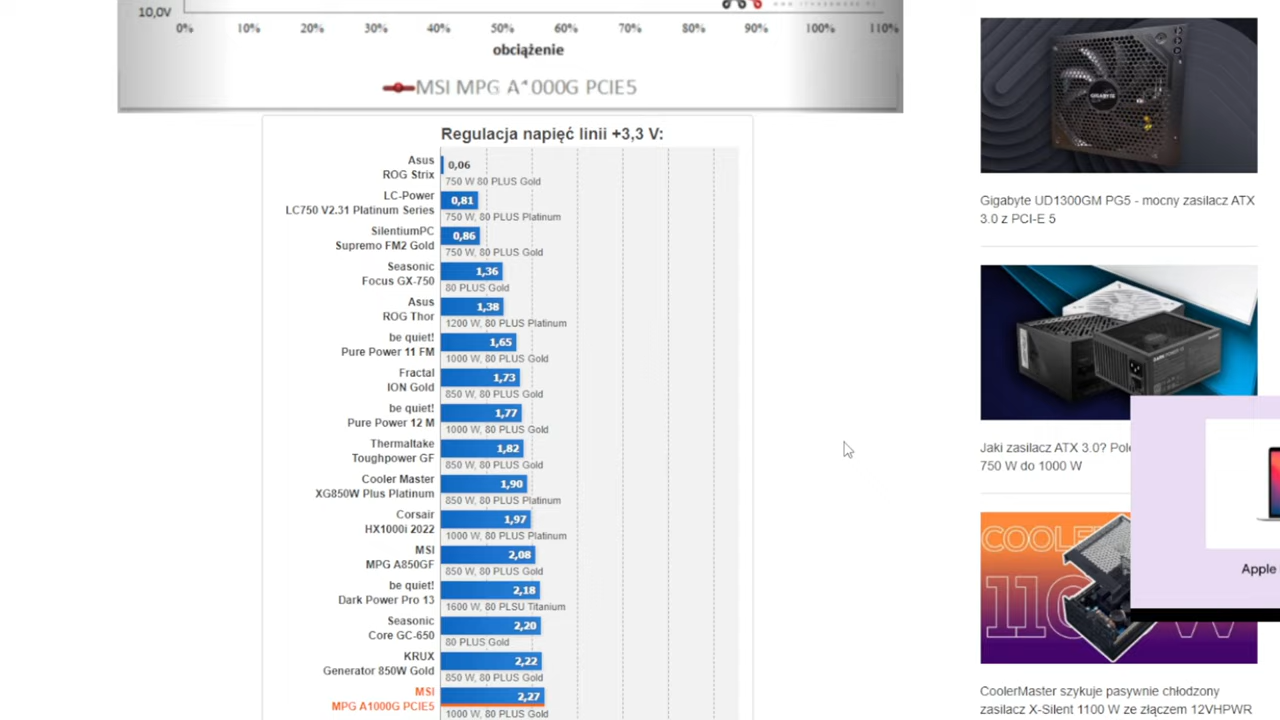 10,0V
0% 10% 20% 30% 40% 50% 60% 70% 80% 90% 100% 110%
obciążenie
MSI MPG A1000G PCIE5
Regulacja napięć linii +3,3 V:
Asus
ROG Strix
0,06
750 W 80 PLUS Gold
LC-Power
LC750 V2.31 Platinum Series
0,81
750 W, 80 PLUS Platinum
SilentiumPC
Supremo FM2 Gold
0,86
750 W, 80 PLUS Gold
Seasonic
Focus GX-750
1,36
80 PLUS Gold
Asus
ROG Thor
1,38
1200 W, 80 PLUS Platinum
be quiet!
Pure Power 11 FM
1,65
1000 W, 80 PLUS Gold
Fractal
ION Gold
1,73
850 W, 80 PLUS Gold
be quiet!
Pure Power 12 M
1,77
1000 W, 80 PLUS Gold
Thermaltake
Toughpower GF
1,82
850 W, 80 PLUS Gold
Cooler Master
XG850W Plus Platinum
1,90
850 W, 80 PLUS Platinum
Corsair
HX1000i 2022
1,97
1000 W, 80 PLUS Platinum
MSI
MPG A850GF
2,08
850 W, 80 PLUS Gold
be quiet!
Dark Power Pro 13
2,18
1600 W, 80 PLSU Titanium
Seasonic
Core GC-650
2,20
80 PLUS Gold
KRUX
Generator 850W Gold
2,22
850 W, 80 PLUS Gold
MSI
MPG A1000G PCIE5
2,27
1000 W, 80 PLUS Gold
GIGABYTE
Gigabyte UD1300GM PG5 - mocny zasilacz ATX
3.0 z PCI-E 5
Jaki zasilacz ATX 3.0? Pole
750 W do 1000 W
Apple
COOLE
110
W
CoolerMaster szykuje pasywnie chłodzony
zasilacz X-Silent 1100 W ze złączem 12VHPWR